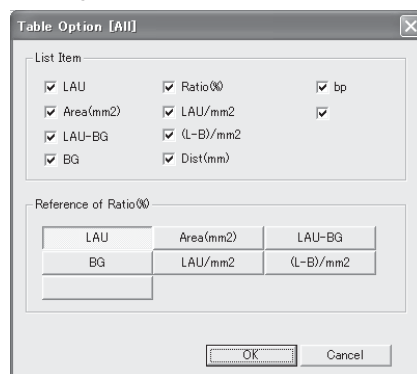 Table Option [All]
List Item
LAU
Ratio(%)
bp
Area(mm2)
LAU/mm2
LAU-BG
(L-B)/mm2
BG
Dist(mm)
Reference of Ratio(%)
LAU
Area(mm2)
LAU-BG
BG
LAU/mm2
(L-B)/mm2
OK
Cancel